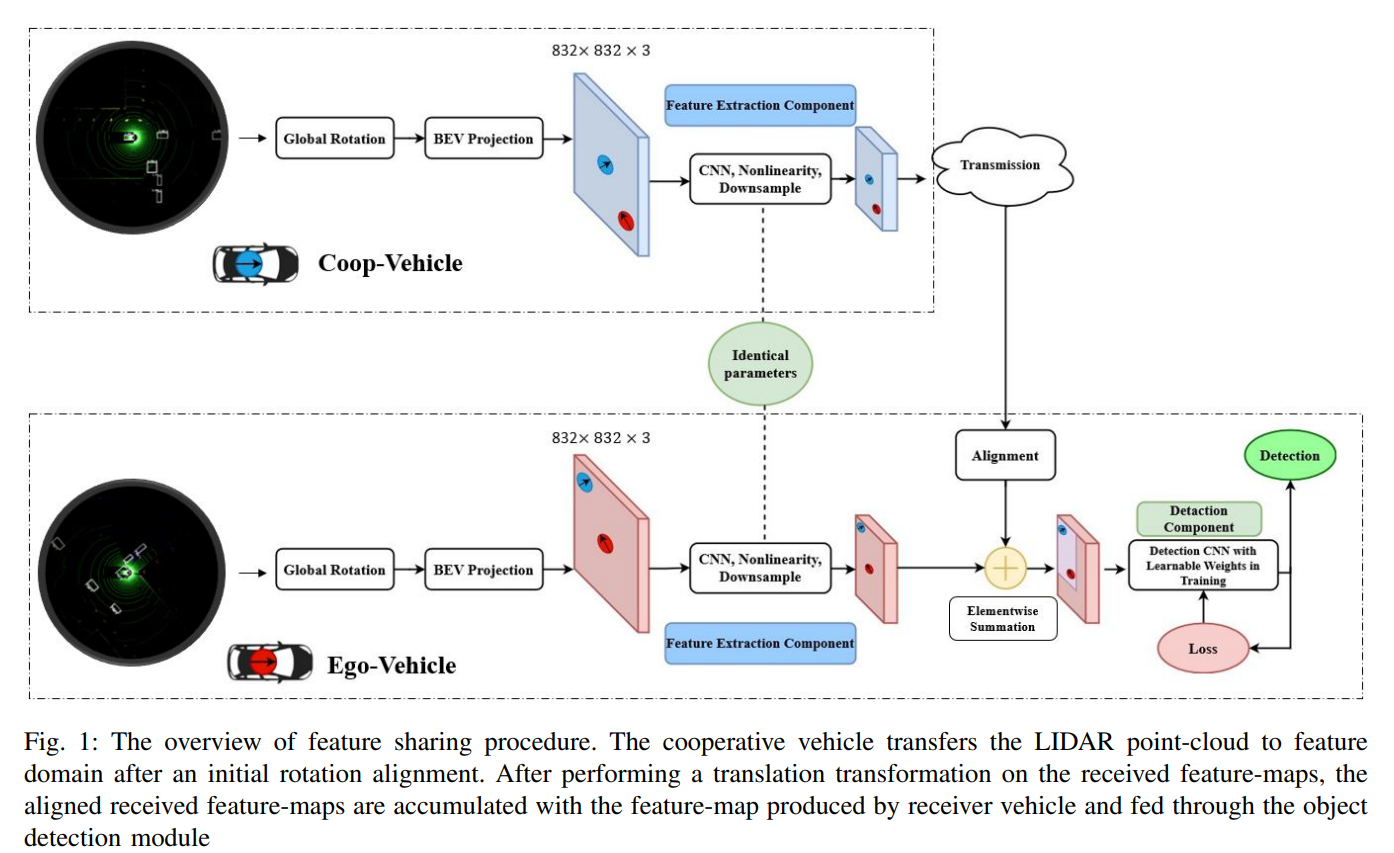 832× 832 × 3
Feature Extraction Component
Global Rotation
BEV Projection
CNN, Nonlinearity,
Downsample
Transmission
Coop-Vehicle
Identical
parameters
832× 832 × 3
Alignment
Detection
Detaction
Component
Global Rotation
BEV Projection
CNN, Nonlinearity,
Downsample
Detection CNN with
Learnable Weights in
Training
Elementwise
Summation
Feature Extraction Component
Loss
Ego-Vehicle
Fig. 1: The overview of feature sharing procedure. The cooperative vehicle transfers the LIDAR point-cloud to feature
domain after an initial rotation alignment. After performing a translation transformation on the received feature-maps, the
aligned received feature-maps are accumulated with the feature-map produced by receiver vehicle and fed through the object
detection module